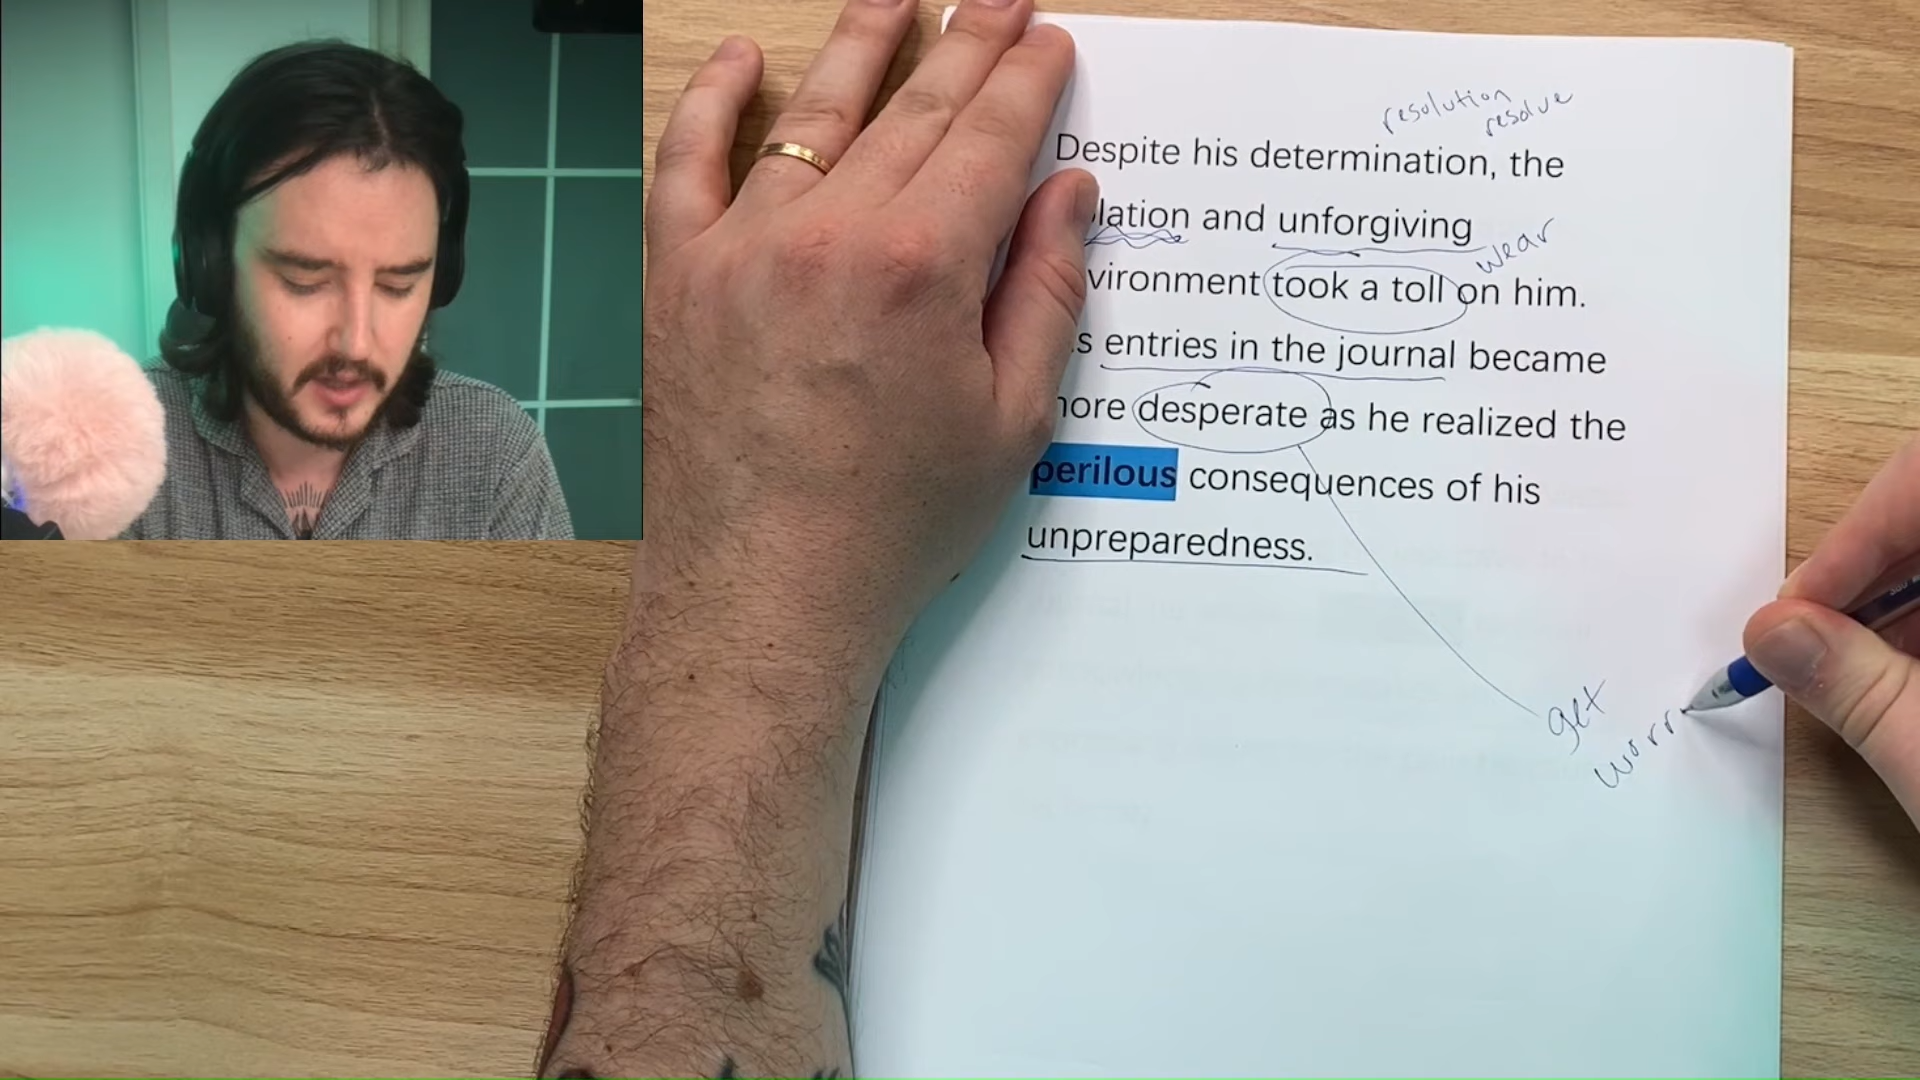 resolution
resolve
Despite his determination, the
lation and unforgiving
wear
vironment took a toll on him.
s entries in the journal became
more desperate as he realized the
perilous consequences of his
unpreparedness.
get
worr